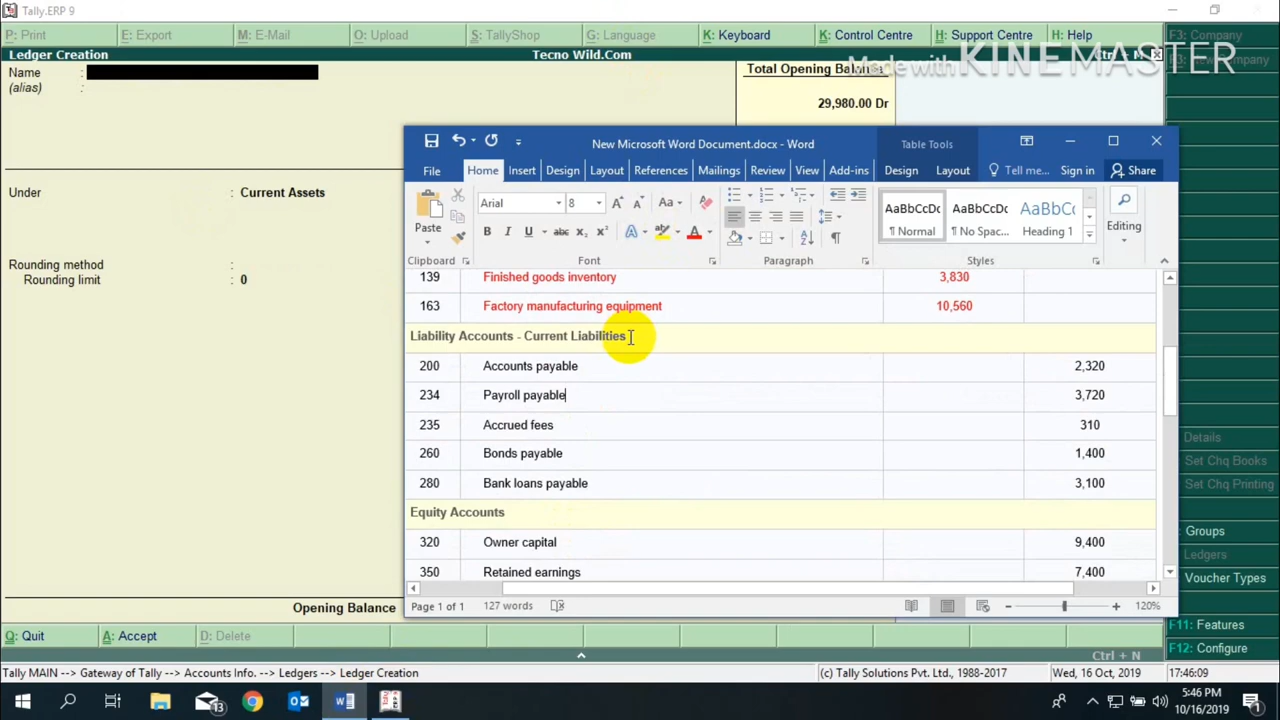 Tally.ERP 9
P: Print E: Export M: E-Mail O: Upload S: TallyShop G: Language K: Keyboard K: Control Centre H: Support Centre H: Help F3: Company
Ledger Creation Tecno Wild.Com Ctrl + N
Made with KINEMASTER
Name :
(alias) :
Total Opening Balance
29,980.00 Dr
Under : Current Assets
Rounding method :
Rounding limit : 0
New Microsoft Word Document.docx - Word Table Tools
File Home Insert Design Layout References Mailings Review View Add-ins Design Layout Tell me... Sign in Share
Paste Arial 8 Aa
B I U abc x₂ x² A A
AaBbCcDc AaBbCcDc AaBbCc
¶ Normal ¶ No Spac... Heading 1 Editing
Clipboard Font Paragraph Styles
139 Finished goods inventory 3,830
163 Factory manufacturing equipment 10,560
Liability Accounts - Current Liabilities
200 Accounts payable 2,320
234 Payroll payable 3,720
235 Accrued fees 310
260 Bonds payable 1,400
280 Bank loans payable 3,100
Equity Accounts
320 Owner capital 9,400
350 Retained earnings 7,400
Page 1 of 1 127 words 120%
Details
Set Chq Books
Set Chq Printing
Groups
Ledgers
Voucher Types
F11: Features
F12: Configure
Opening Balance
Q: Quit A: Accept D: Delete
Ctrl + N
Tally MAIN --> Gateway of Tally --> Accounts Info. --> Ledgers --> Ledger Creation (c) Tally Solutions Pvt. Ltd., 1988-2017 Wed, 16 Oct, 2019 17:46:09
13
5:46 PM
10/16/2019
1